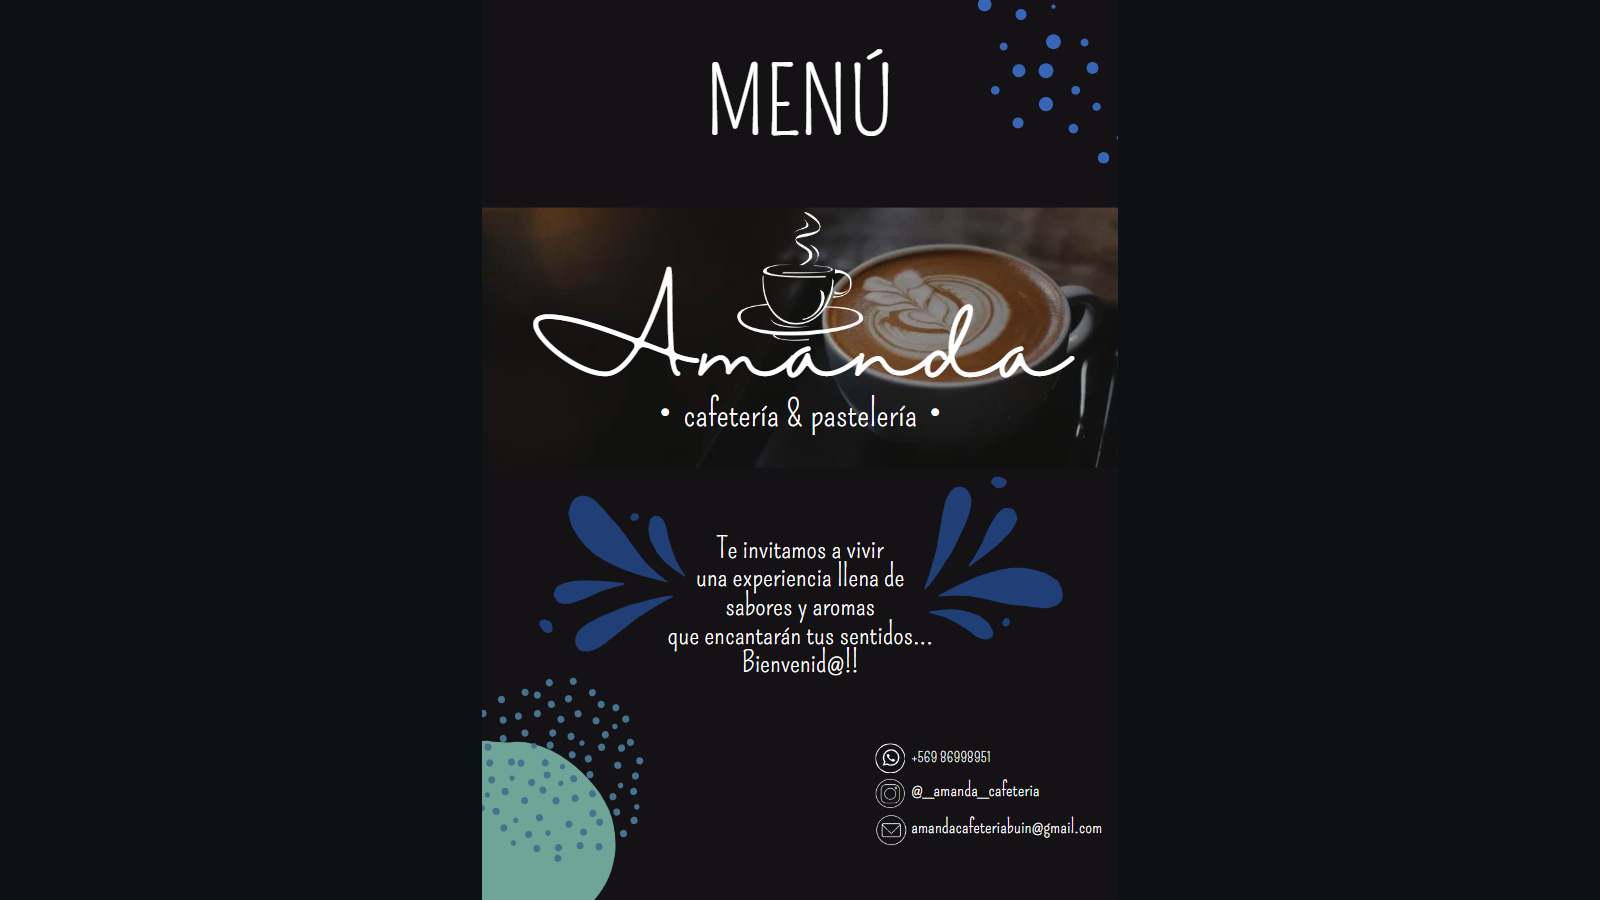 MENÚ
Amanda
• cafetería & pastelería •
Te invitamos a vivir
una experiencia llena de
sabores y aromas
que encantarán tus sentidos...
Bienvenid@!!
+569 86998951
@__amanda__cafeteria
amandacafeteriabuin@gmail.com